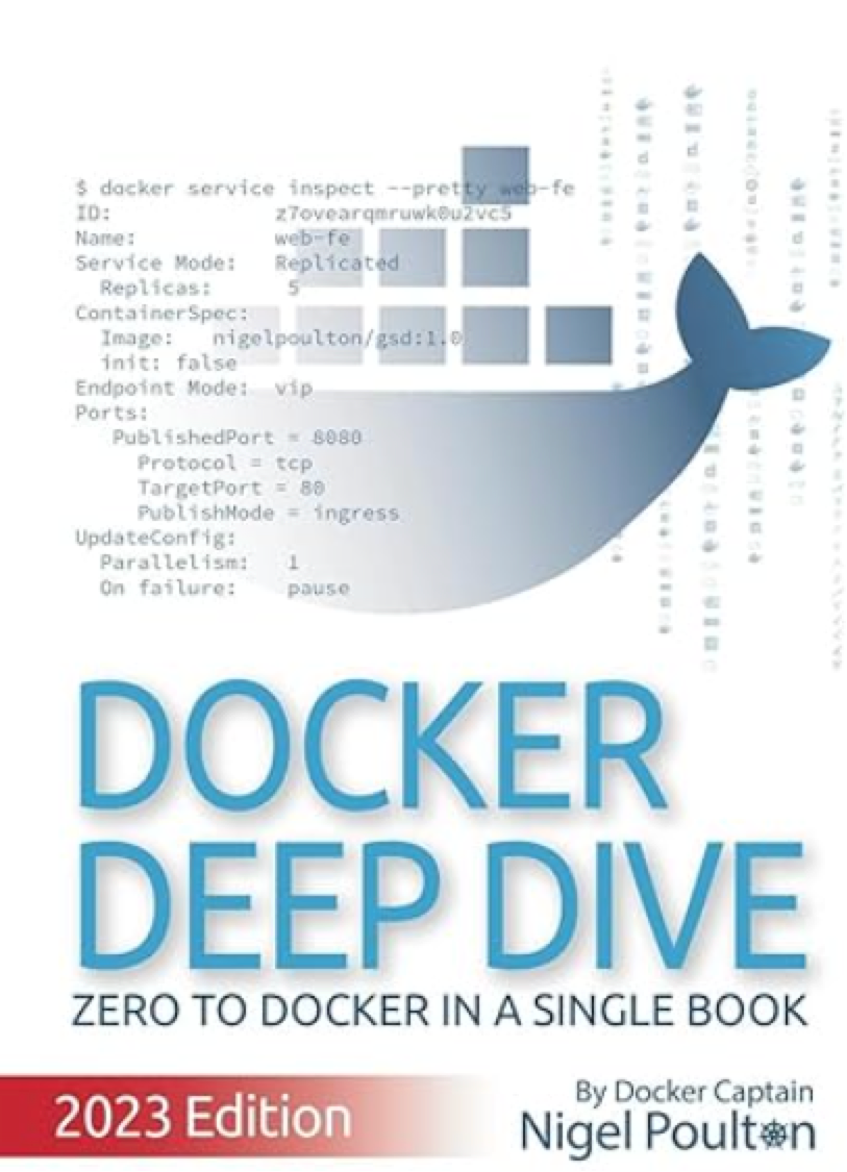 $ docker service inspect --pretty web-fe
ID: z7ovearqmruwk0u2vc5
Name: web-fe
Service Mode: Replicated
Replicas: 5
ContainerSpec:
Image: nigelpoulton/gsd:1.0
init: false
Endpoint Mode: vip
Ports:
PublishedPort = 8080
Protocol = tcp
TargetPort = 80
PublishMode = ingress
UpdateConfig:
Parallelism: 1
On failure: pause
DOCKER
DEEP DIVE
ZERO TO DOCKER IN A SINGLE BOOK
2023 Edition
By Docker Captain
Nigel Poulton